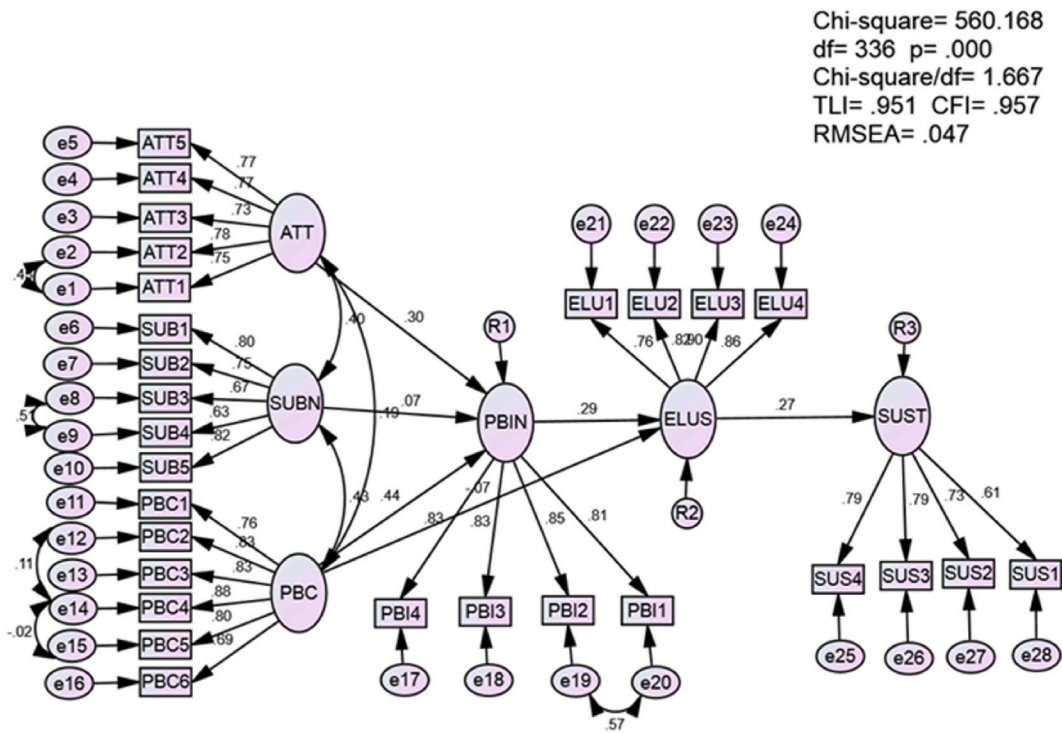 Chi-square= 560.168
df= 336 p= .000
Chi-square/df= 1.667
TLI= .951 CFI= .957
RMSEA= .047
e5 ATT5 .77
e4 ATT4 .77
e3 ATT3 .73
e2 ATT2 .78
e1 ATT1 .75
ATT
e21 e22 e23 e24
ELU1 ELU2 ELU3 ELU4
.76 .82 .90 .86
e6 SUB1 .80
e7 SUB2 .75
e8 SUB3 .67
e9 SUB4 .63
e10 SUB5 .82
.51
SUBN
.40 .30 R1 R3
.07 .19 PBIN .29 ELUS .27 SUST
.43 .44 -.07 R2
e11 PBC1 .76
e12 PBC2 .83
e13 PBC3 .83
e14 PBC4 .88
e15 PBC5 .80
e16 PBC6 .69
.11
-.02
PBC
.83 .83 .85 .81
PBI4 PBI3 PBI2 PBI1
e17 e18 e19 e20
.57
.79 .79 .73 .61
SUS4 SUS3 SUS2 SUS1
e25 e26 e27 e28